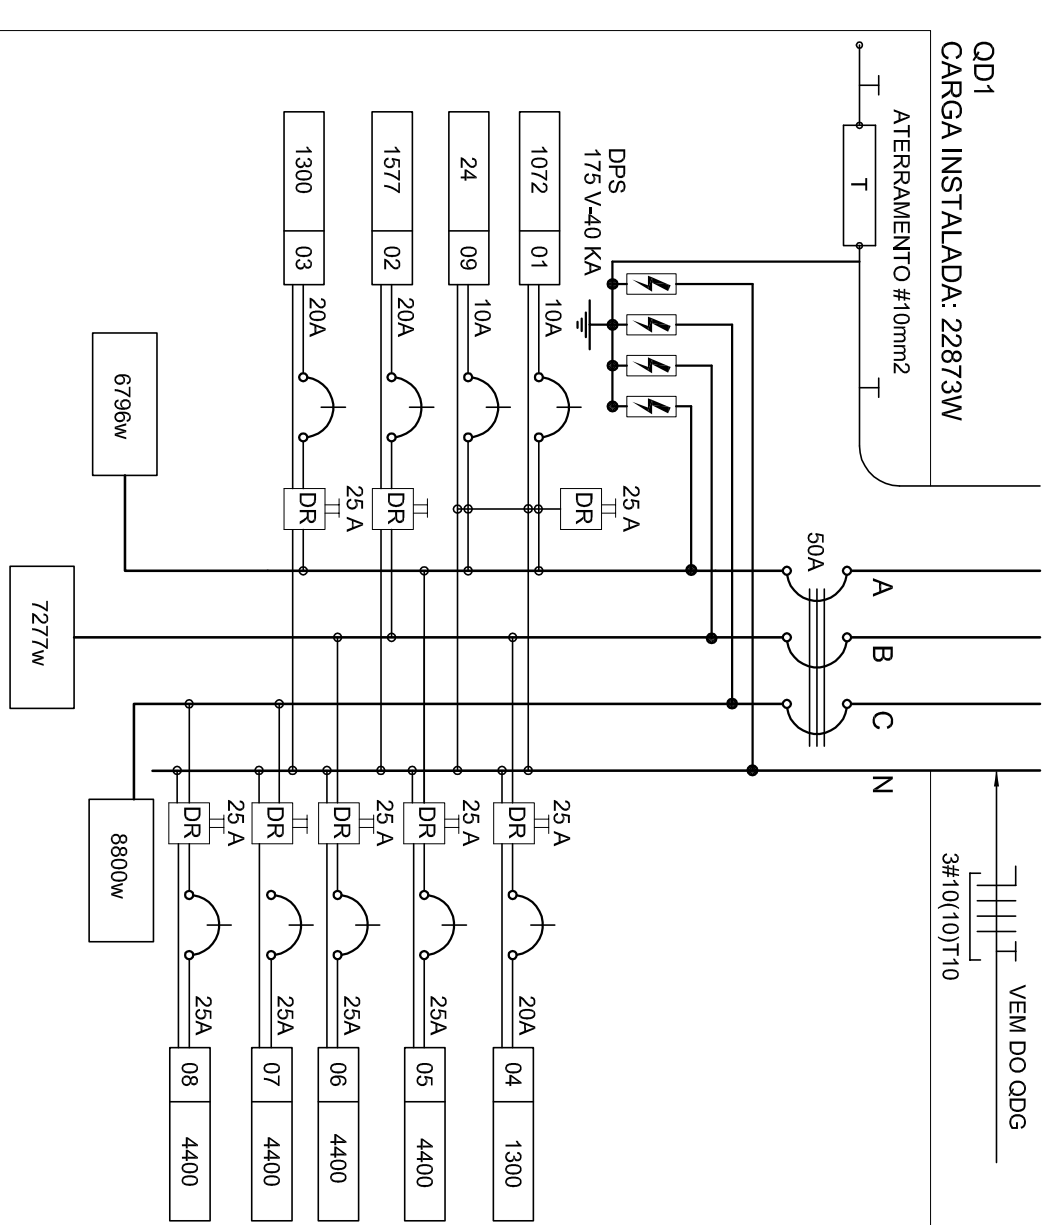 QD1
CARGA INSTALADA: 22873W
ATERRAMENTO #10mm2
T
VEM DO QDG
3#10(10)T10
A
B
C
N
50A
DPS
175 V-40 KA
1072
01
10A
25 A
DR
24
09
10A
1577
02
20A
DR
25 A
1300
03
20A
DR
25 A
DR
20A
04
1300
25 A
DR
25A
05
4400
25 A
DR
25A
06
4400
DR
25A
07
4400
25 A
DR
25A
08
4400
6796w
7277w
8800w